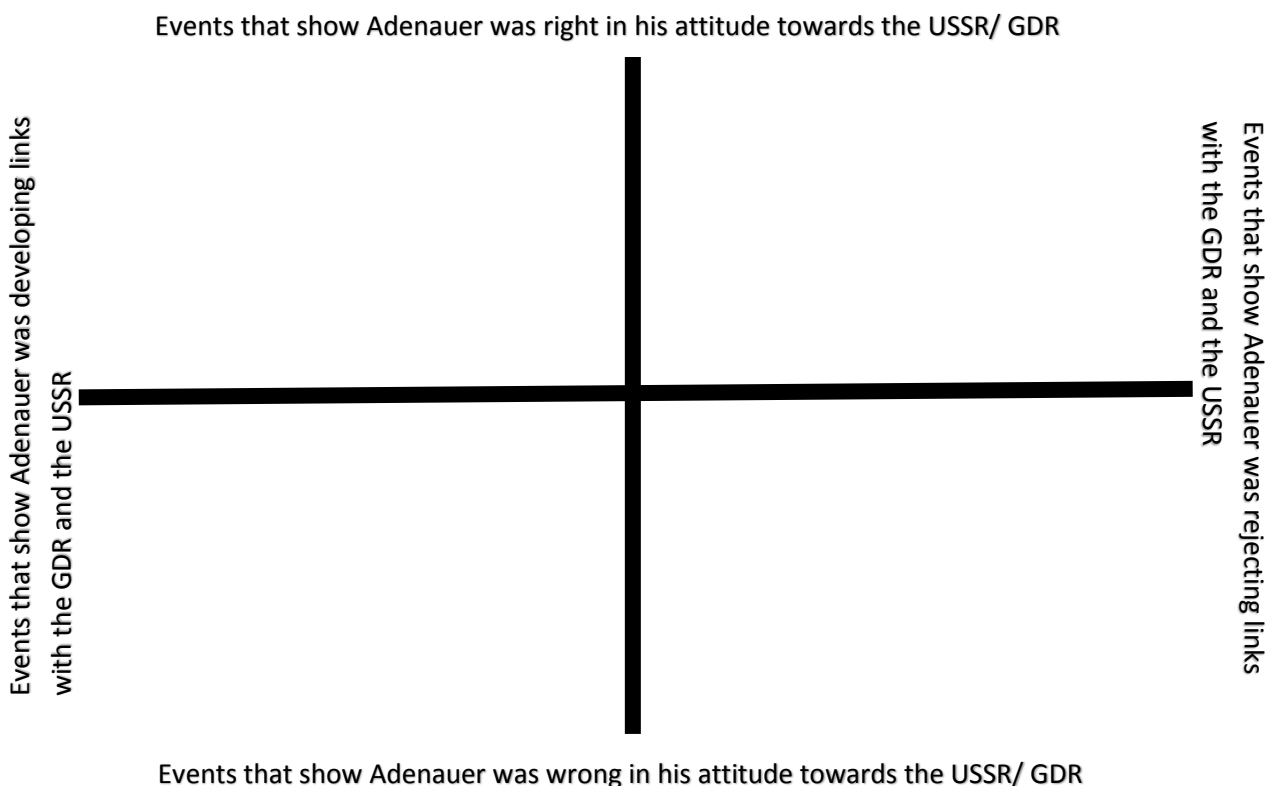 Events that show Adenauer was right in his attitude towards the USSR/ GDR
Events that show Adenauer was developing links
with the GDR and the USSR
Events that show Adenauer was rejecting links
with the GDR and the USSR
Events that show Adenauer was wrong in his attitude towards the USSR/ GDR